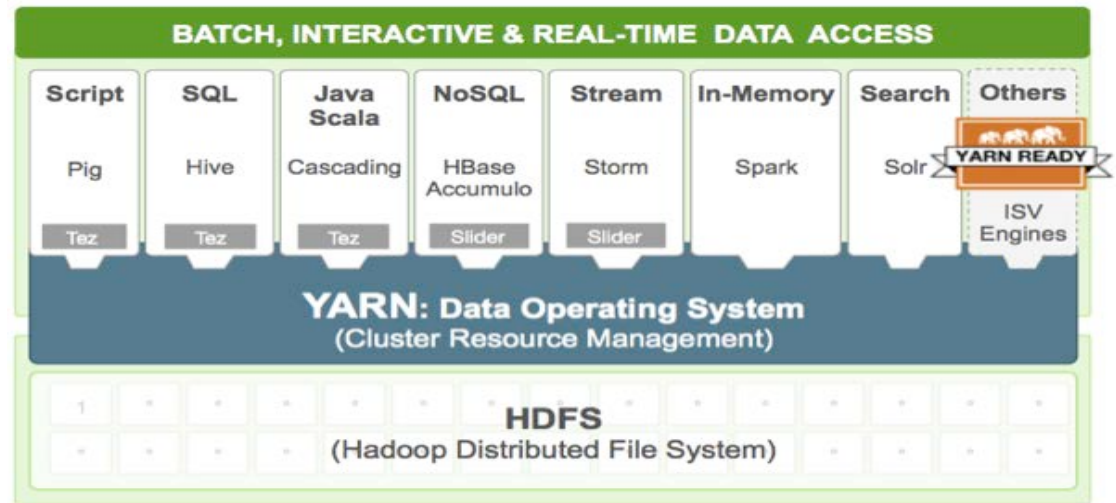 BATCH, INTERACTIVE & REAL-TIME DATA ACCESS
Script
Pig
Tez
SQL
Hive
Tez
Java
Scala
Cascading
Tez
NoSQL
HBase
Accumulo
Slider
Stream
Storm
Slider
In-Memory
Spark
Search
Solr
Others
YARN READY
ISV
Engines
YARN: Data Operating System
(Cluster Resource Management)
1
HDFS
(Hadoop Distributed File System)